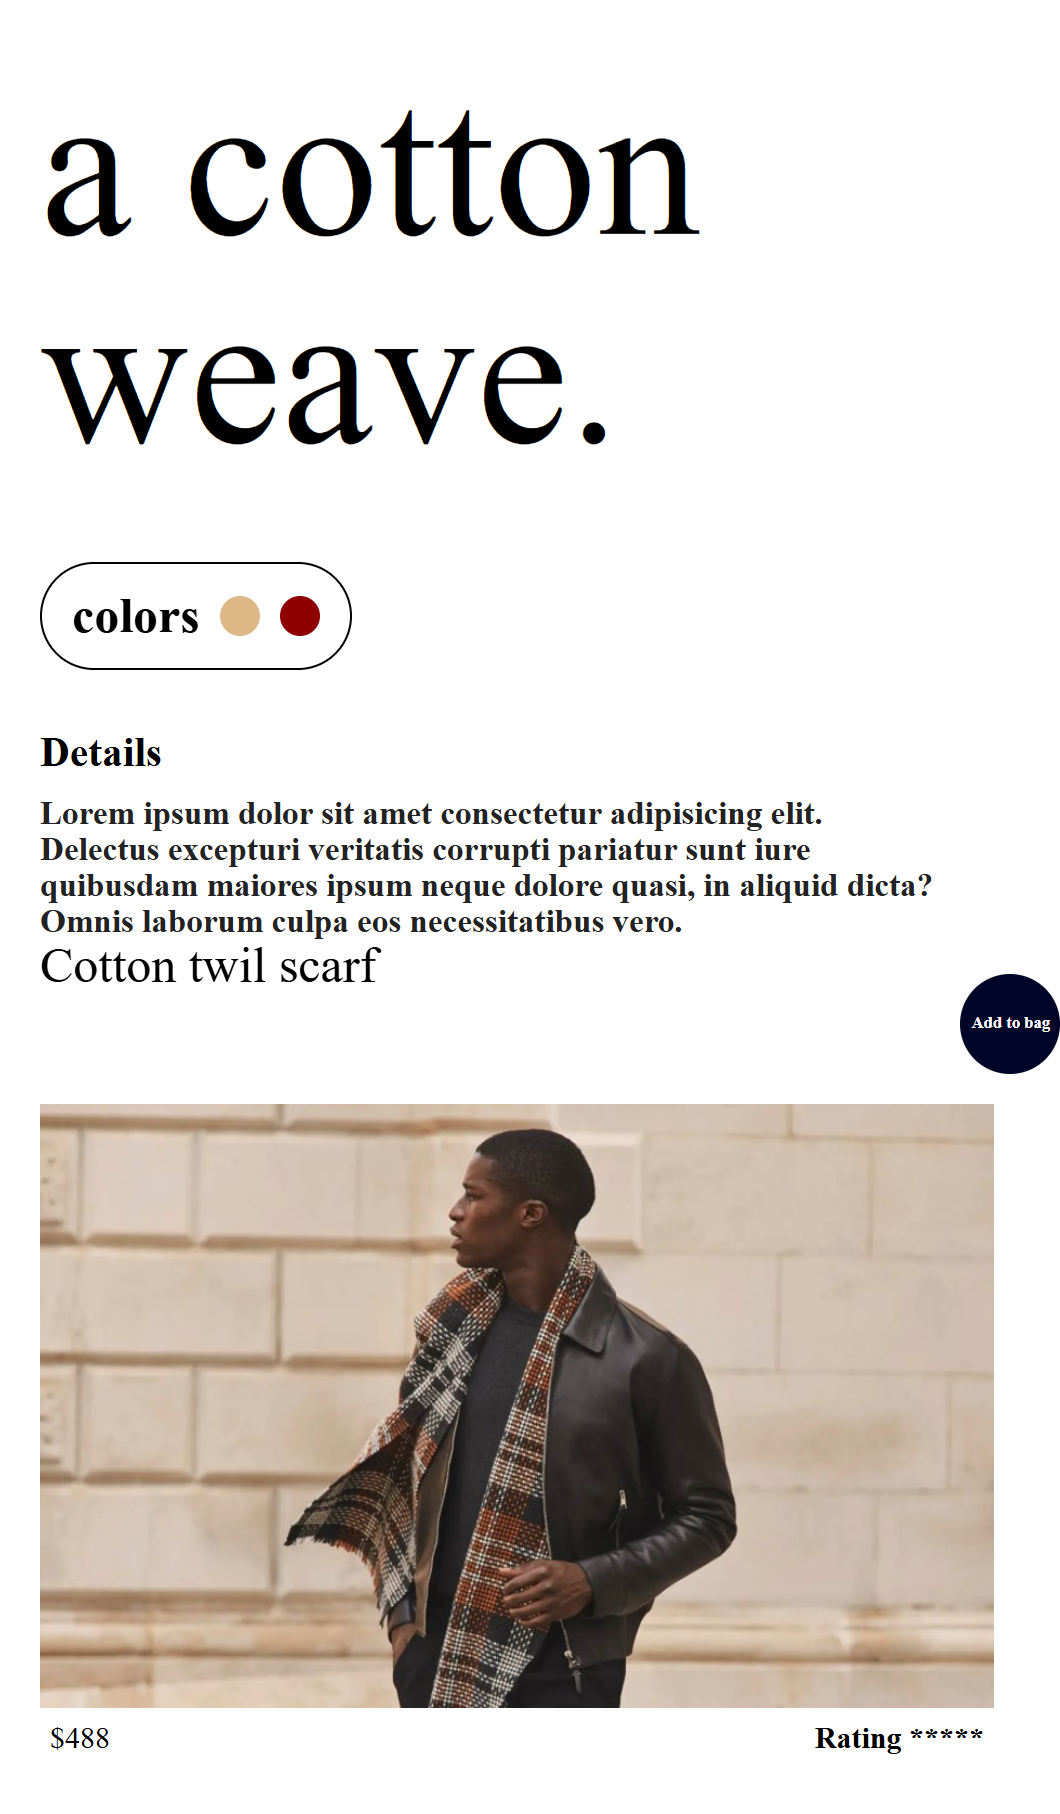 a cotton
weave.
colors
Details
Lorem ipsum dolor sit amet consectetur adipisicing elit.
Delectus excepturi veritatis corrupti pariatur sunt iure
quibusdam maiores ipsum neque dolore quasi, in aliquid dicta?
Omnis laborum culpa eos necessitatibus vero.
Cotton twil scarf
Add to bag
$488
Rating *****